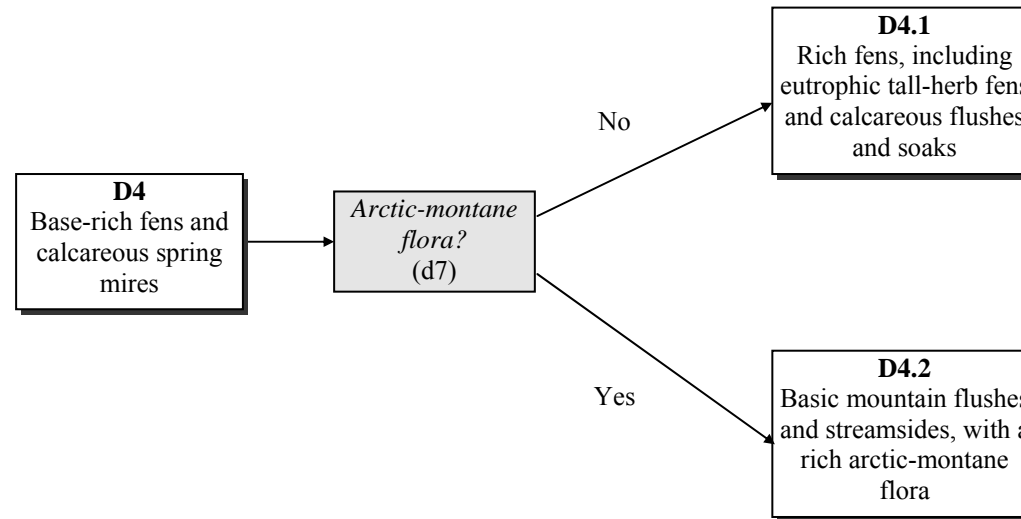 D4
Base-rich fens and
calcareous spring
mires
Arctic-montane
flora?
(d7)
No
Yes
D4.1
Rich fens, including
eutrophic tall-herb fens
and calcareous flushes
and soaks
D4.2
Basic mountain flushes
and streamsides, with a
rich arctic-montane
flora